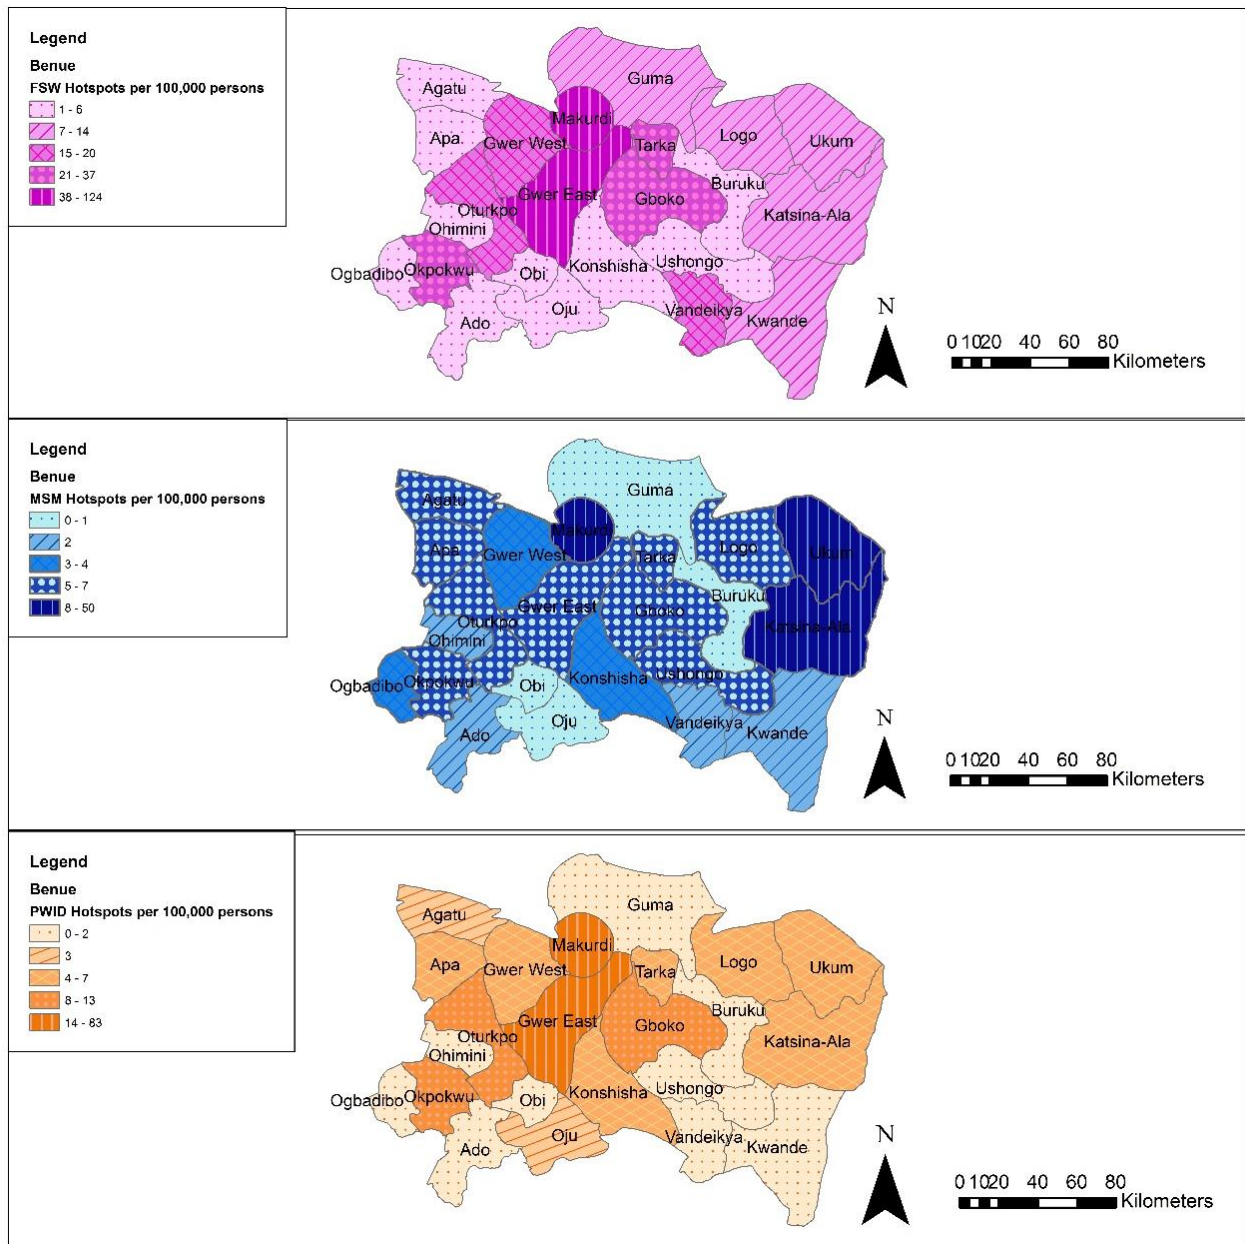 Legend
Benue
FSW Hotspots per 100,000 persons
1 - 6
7 - 14
15 - 20
21 - 37
38 - 124
Agatu
Guma
Makurdi
Apa
Gwer West
Tarka
Logo
Ukum
Buruku
Gwer East
Gboko
Oturkpo
Katsina-Ala
Ohimini
Ogbadibo
Okpokwu
Obi
Konshisha
Ushongo
Ado
Oju
Vandeikya
Kwande
N
0 10 20 40 60 80
Kilometers
Legend
Benue
MSM Hotspots per 100,000 persons
0 - 1
2
3 - 4
5 - 7
8 - 50
Agatu
Guma
Makurdi
Apa
Gwer West
Tarka
Logo
Ukum
Buruku
Gwer East
Gboko
Oturkpo
Katsina-Ala
Ohimini
Ogbadibo
Okpokwu
Obi
Konshisha
Ushongo
Ado
Oju
Vandeikya
Kwande
N
0 10 20 40 60 80
Kilometers
Legend
Benue
PWID Hotspots per 100,000 persons
0 - 2
3
4 - 7
8 - 13
14 - 83
Agatu
Guma
Makurdi
Apa
Gwer West
Tarka
Logo
Ukum
Buruku
Gwer East
Gboko
Oturkpo
Katsina-Ala
Ohimini
Ogbadibo
Okpokwu
Obi
Konshisha
Ushongo
Ado
Oju
Vandeikya
Kwande
N
0 10 20 40 60 80
Kilometers